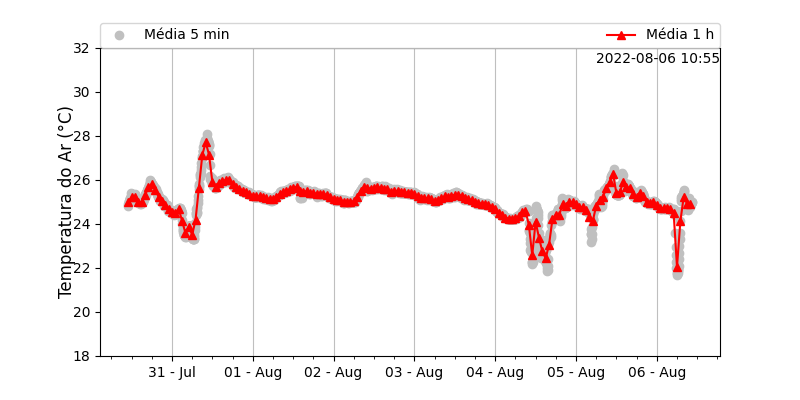 Média 5 min
Média 1 h
2022-08-06 10:55
Temperatura do Ar (°C)
32
30
28
26
24
22
20
18
31 - Jul
01 - Aug
02 - Aug
03 - Aug
04 - Aug
05 - Aug
06 - Aug